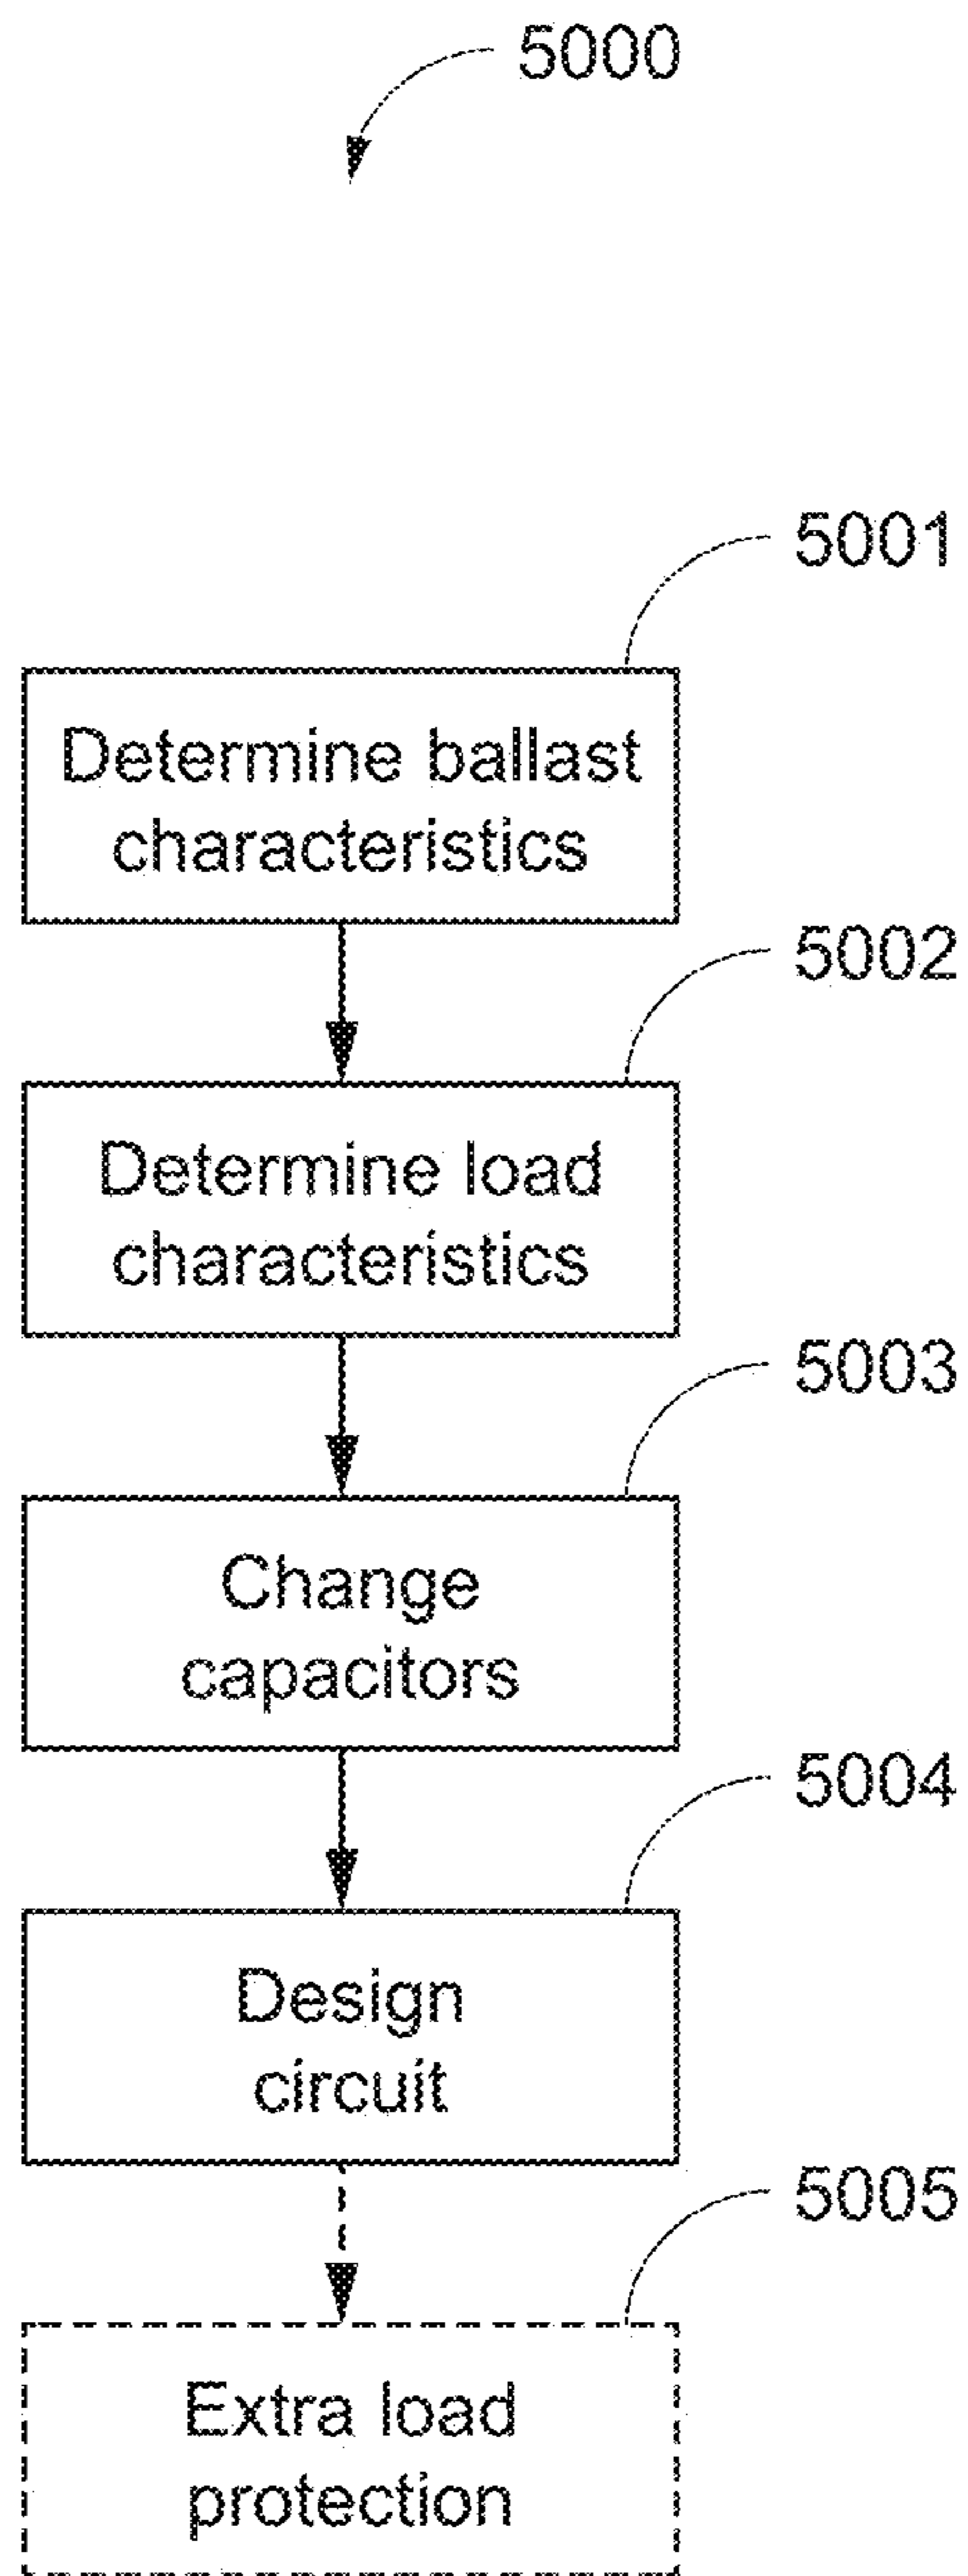 5000
5001
Determine ballast
characteristics
5002
Determine load
characteristics
5003
Change
capacitors
5004
Design
circuit
5005
Extra load
protection